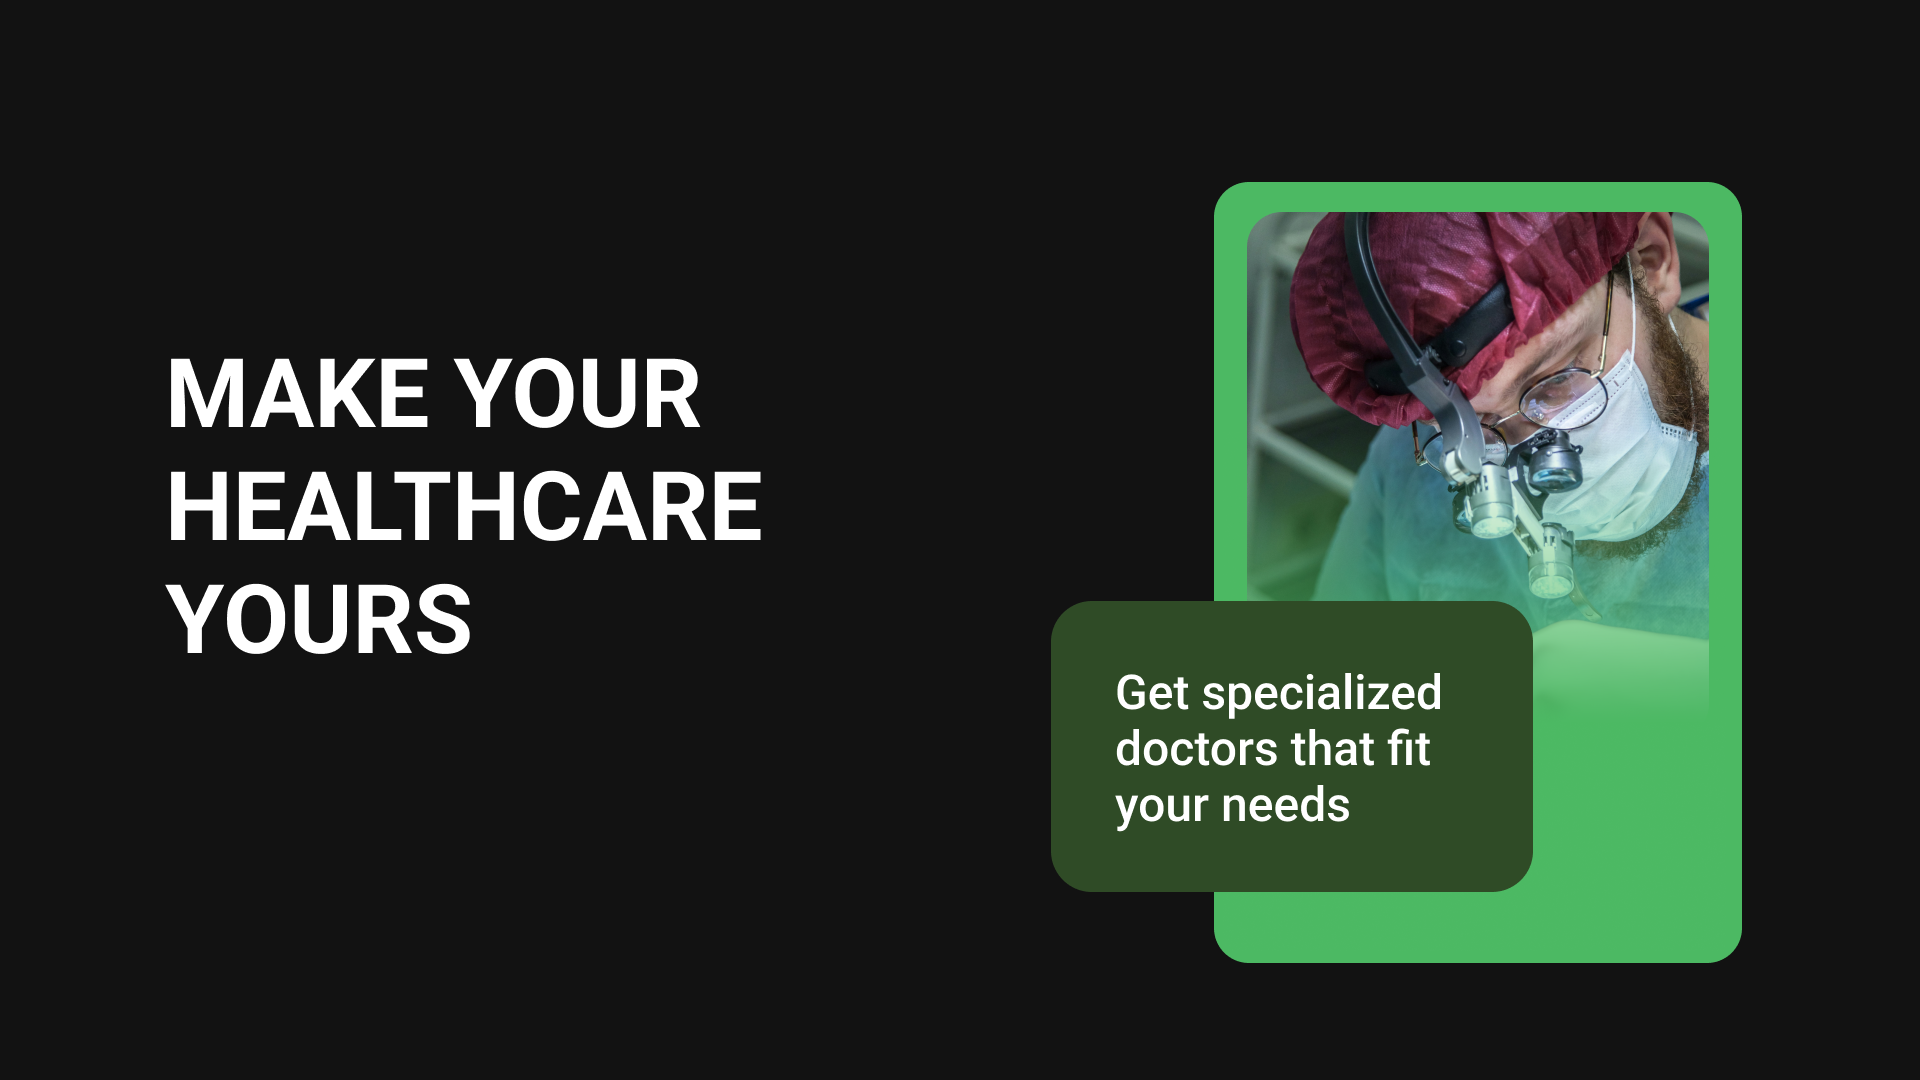 MAKE YOUR
HEALTHCARE
YOURS
Get specialized
doctors that fit
your needs